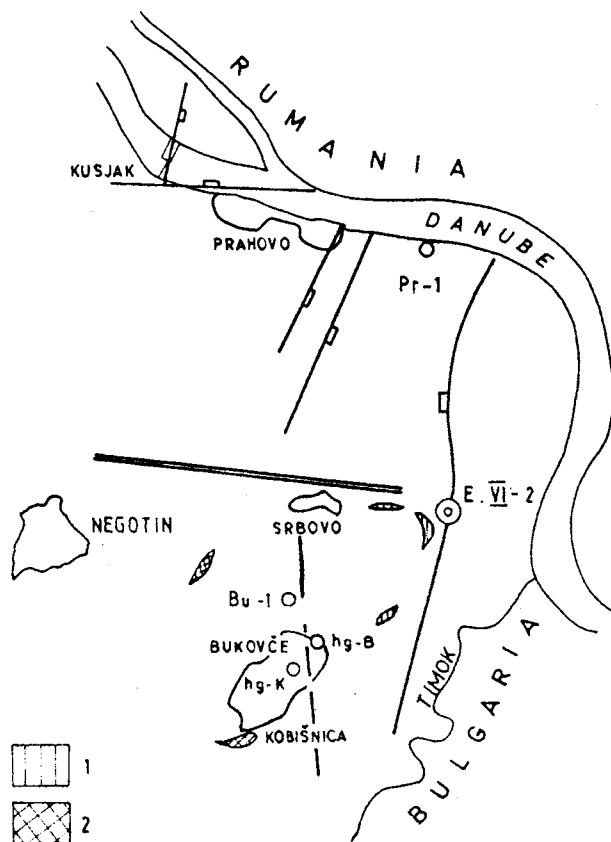 RUMANIA
KUSJAK
DANUBE
PRAHOVO
Pr-1
E. VI-2
NEGOTIN
SRBOVO
Bu-1
BUKOVČE
hg-B
hg-K
TIMOK
KOBIŠNICA
BULGARIA
1
2